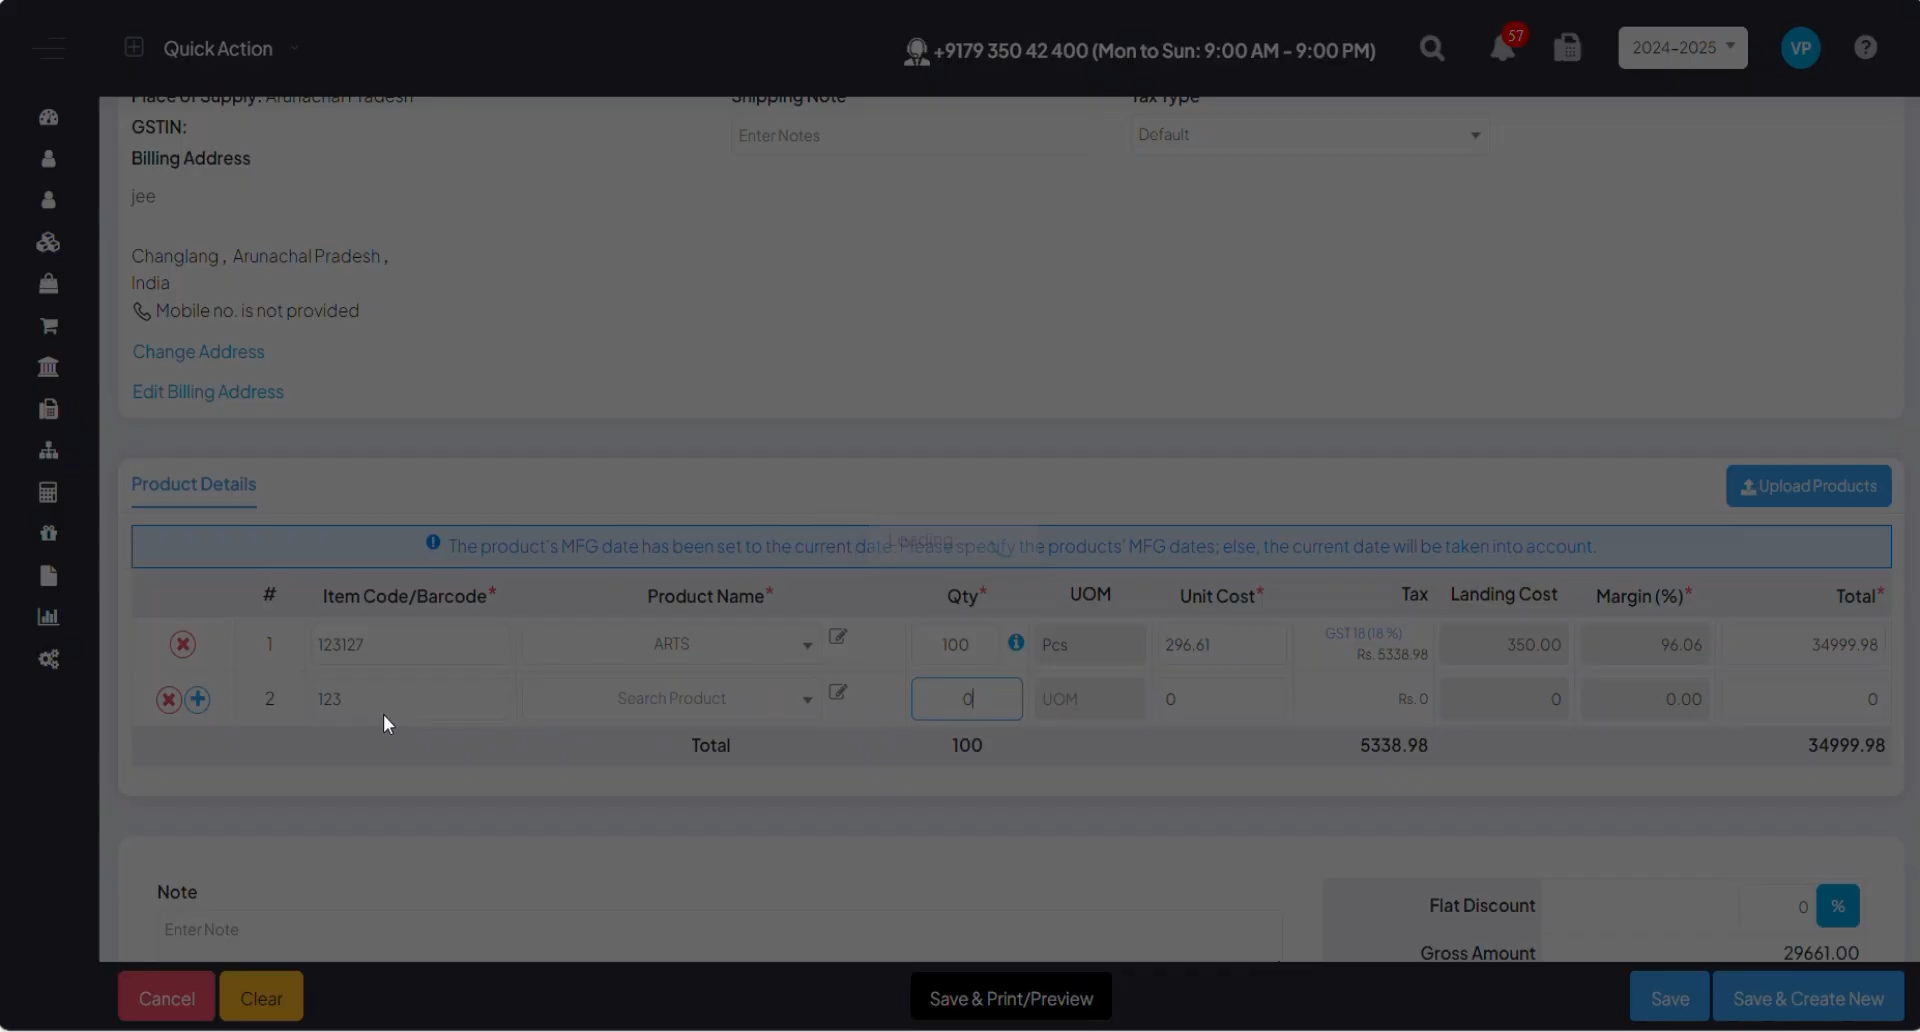 Quick Action
+9179 350 42 400 (Mon to Sun: 9:00 AM - 9:00 PM)
57
2024-2025
VP
?
Place of Supply: Arunachal Pradesh
Shipping Note
Tax Type
GSTIN:
Enter Notes
Default
Billing Address
jee
Changlang , Arunachal Pradesh ,
India
Mobile no. is not provided
Change Address
Edit Billing Address
Product Details
Upload Products
Loading...
The product's MFG date has been set to the current date. Please specify the products' MFG dates; else, the current date will be taken into account.
# Item Code/Barcode* Product Name* Qty* UOM Unit Cost* Tax Landing Cost Margin (%)* Total*
1 123127 ARTS 100 Pcs 296.61 GST 18 (18 %) 350.00 96.06 34999.98
Rs. 5338.98
2 123 Search Product 0 UOM 0 Rs. 0 0 0.00 0
Total 100 5338.98 34999.98
Note
Enter Note
Flat Discount 0 %
Gross Amount 29661.00
Cancel
Clear
Save & Print/Preview
Save
Save & Create New